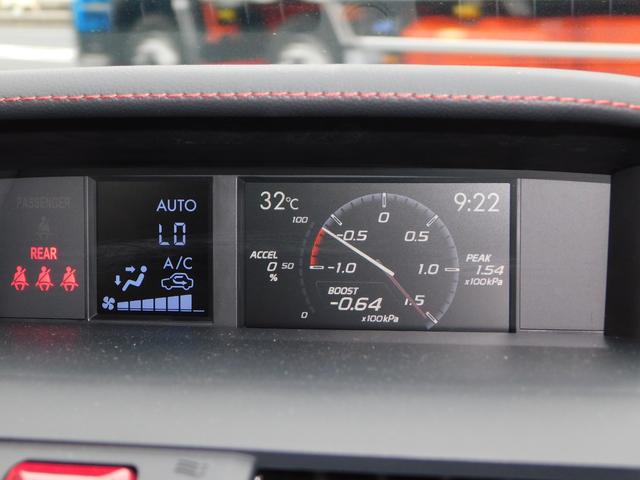 PASSENGER
REAR
AUTO
LO
A/C
32℃
9:22
100
50
0
ACCEL
0
%
-1.0
-0.5
0
0.5
1.0
1.5
BOOST
-0.64
x100kPa
PEAK
1.54
x100kPa